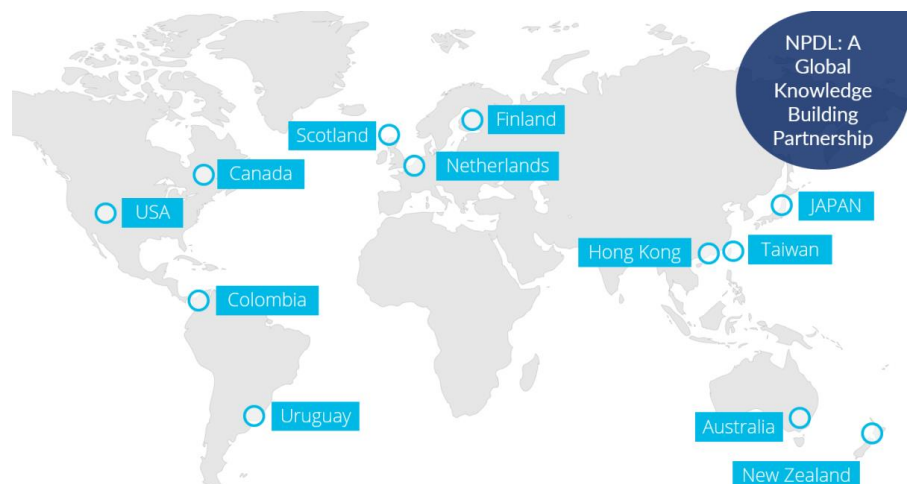 NPDL: A
Global
Knowledge
Building
Partnership
Finland
Scotland
Netherlands
Canada
USA
JAPAN
Hong Kong
Taiwan
Colombia
Uruguay
Australia
New Zealand